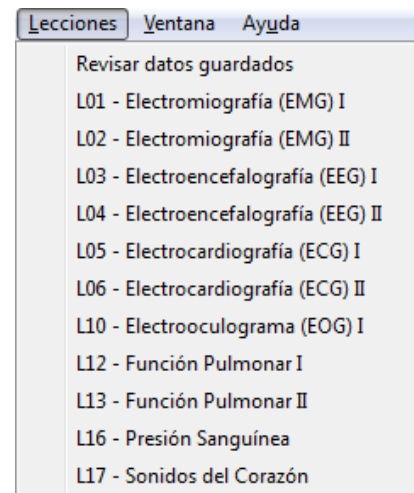 Lecciones Ventana Ayuda
Revisar datos guardados
L01 - Electromiografía (EMG) I
L02 - Electromiografía (EMG) II
L03 - Electroencefalografía (EEG) I
L04 - Electroencefalografía (EEG) II
L05 - Electrocardiografía (ECG) I
L06 - Electrocardiografía (ECG) II
L10 - Electrooculograma (EOG) I
L12 - Función Pulmonar I
L13 - Función Pulmonar II
L16 - Presión Sanguínea
L17 - Sonidos del Corazón